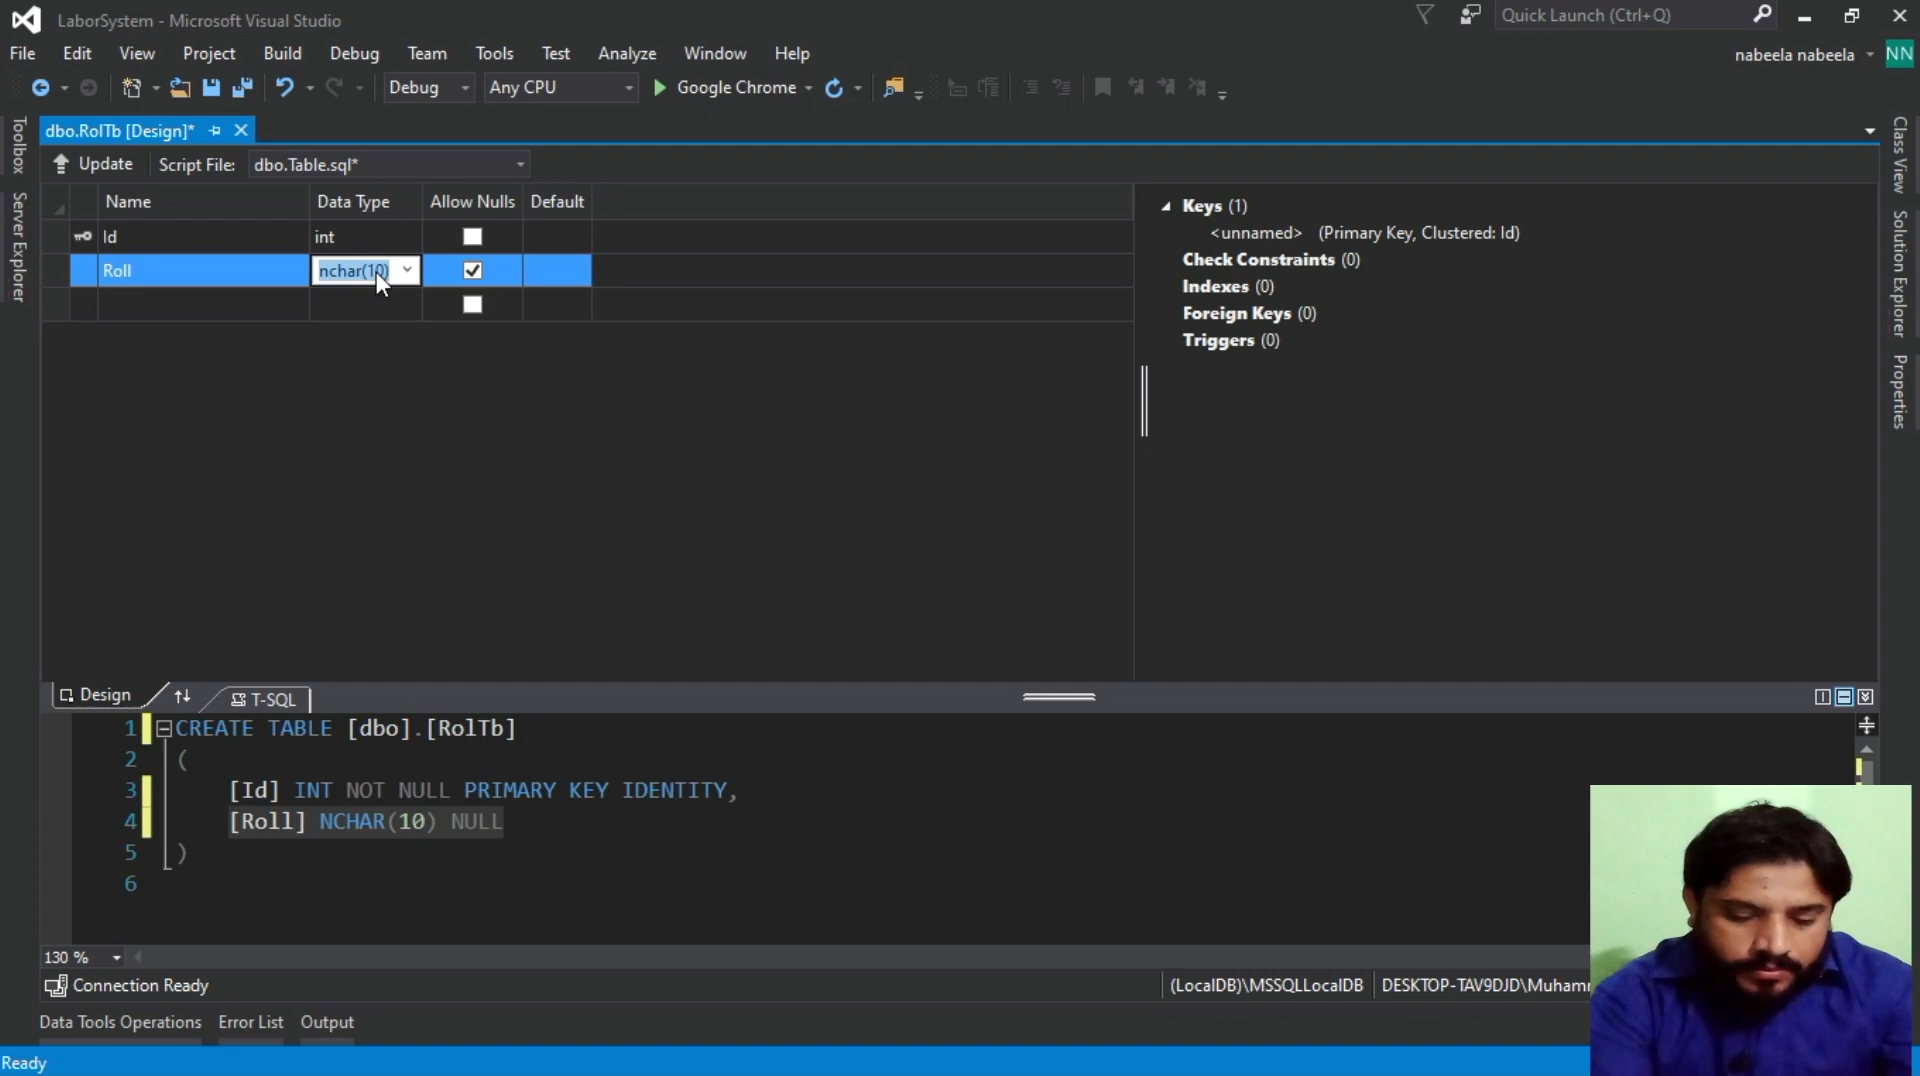 LaborSystem - Microsoft Visual Studio
Quick Launch (Ctrl+Q)
File Edit View Project Build Debug Team Tools Test Analyze Window Help
nabeela nabeela
NN
Debug
Any CPU
Google Chrome
Toolbox
Server Explorer
dbo.RolTb [Design]*
Update
Script File:
dbo.Table.sql*
Name Data Type Allow Nulls Default
Id int
Roll nchar(10)
Keys (1)
<unnamed> (Primary Key, Clustered: Id)
Check Constraints (0)
Indexes (0)
Foreign Keys (0)
Triggers (0)
Class View
Solution Explorer
Properties
Design
T-SQL
1 CREATE TABLE [dbo].[RolTb]
2 (
3 [Id] INT NOT NULL PRIMARY KEY IDENTITY,
4 [Roll] NCHAR(10) NULL
5 )
6
130 %
Connection Ready
(LocalDB)\MSSQLLocalDB
DESKTOP-TAV9DJD\Muhamm
Data Tools Operations Error List Output
Ready